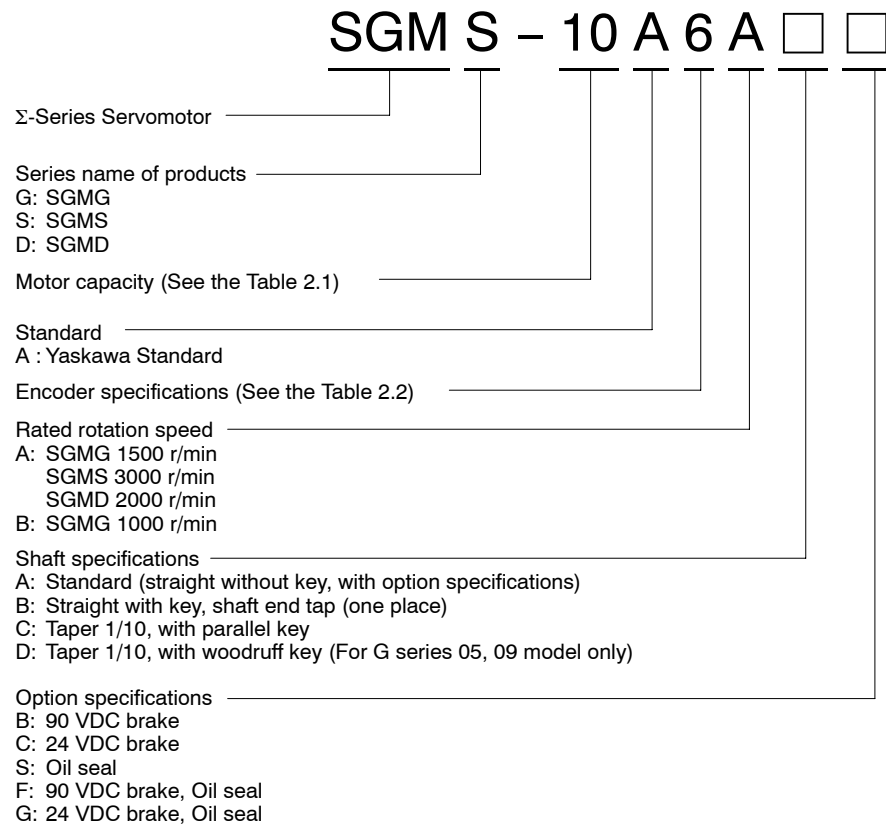 SGM S – 10 A 6 A □ □
Σ-Series Servomotor
Series name of products
G: SGMG
S: SGMS
D: SGMD
Motor capacity (See the Table 2.1)
Standard
A : Yaskawa Standard
Encoder specifications (See the Table 2.2)
Rated rotation speed
A: SGMG 1500 r/min
SGMS 3000 r/min
SGMD 2000 r/min
B: SGMG 1000 r/min
Shaft specifications
A: Standard (straight without key, with option specifications)
B: Straight with key, shaft end tap (one place)
C: Taper 1/10, with parallel key
D: Taper 1/10, with woodruff key (For G series 05, 09 model only)
Option specifications
B: 90 VDC brake
C: 24 VDC brake
S: Oil seal
F: 90 VDC brake, Oil seal
G: 24 VDC brake, Oil seal